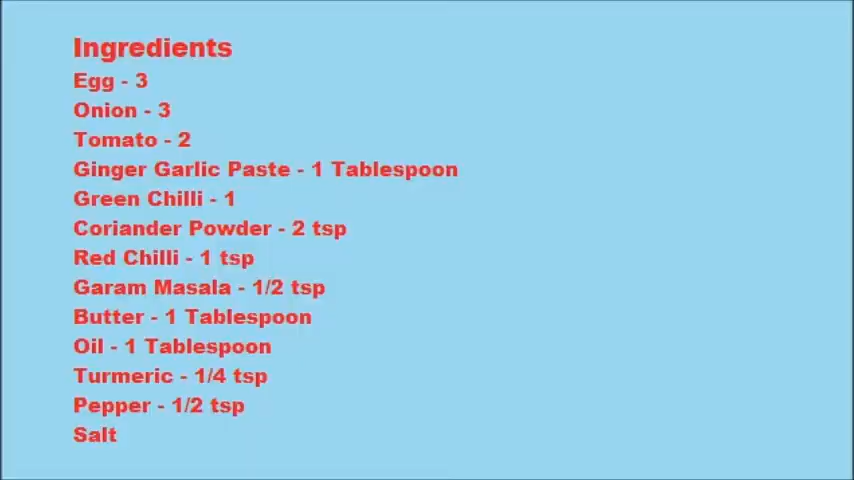 Ingredients
Egg - 3
Onion - 3
Tomato - 2
Ginger Garlic Paste - 1 Tablespoon
Green Chilli - 1
Coriander Powder - 2 tsp
Red Chilli - 1 tsp
Garam Masala - 1/2 tsp
Butter - 1 Tablespoon
Oil - 1 Tablespoon
Turmeric - 1/4 tsp
Pepper - 1/2 tsp
Salt